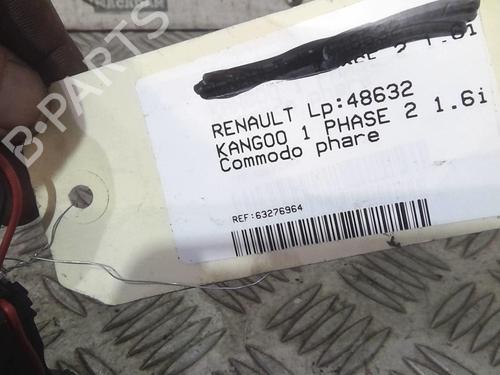 B-PARTS
RENAULT Lp:48632
KANGOO 1 PHASE 2 1.6i
Commodo phare
REF:63276964